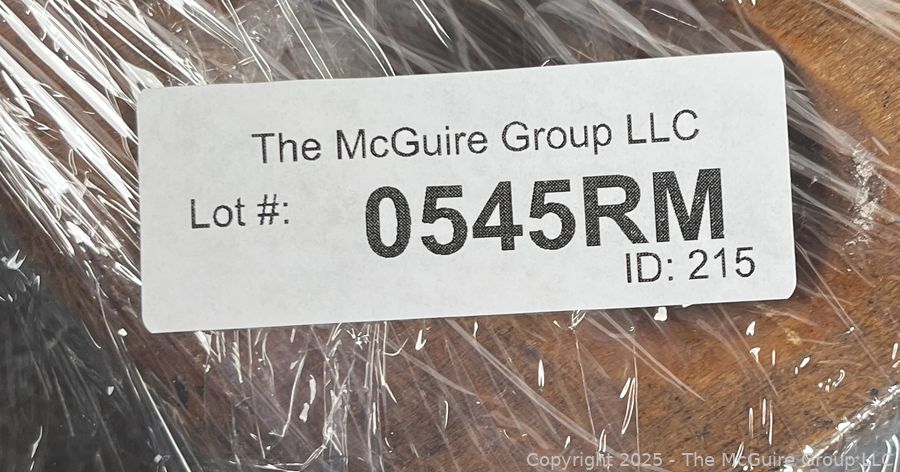 The McGuire Group LLC
Lot #: 0545RM
ID: 215
Copyright 2025 - The McGuire Group LLC